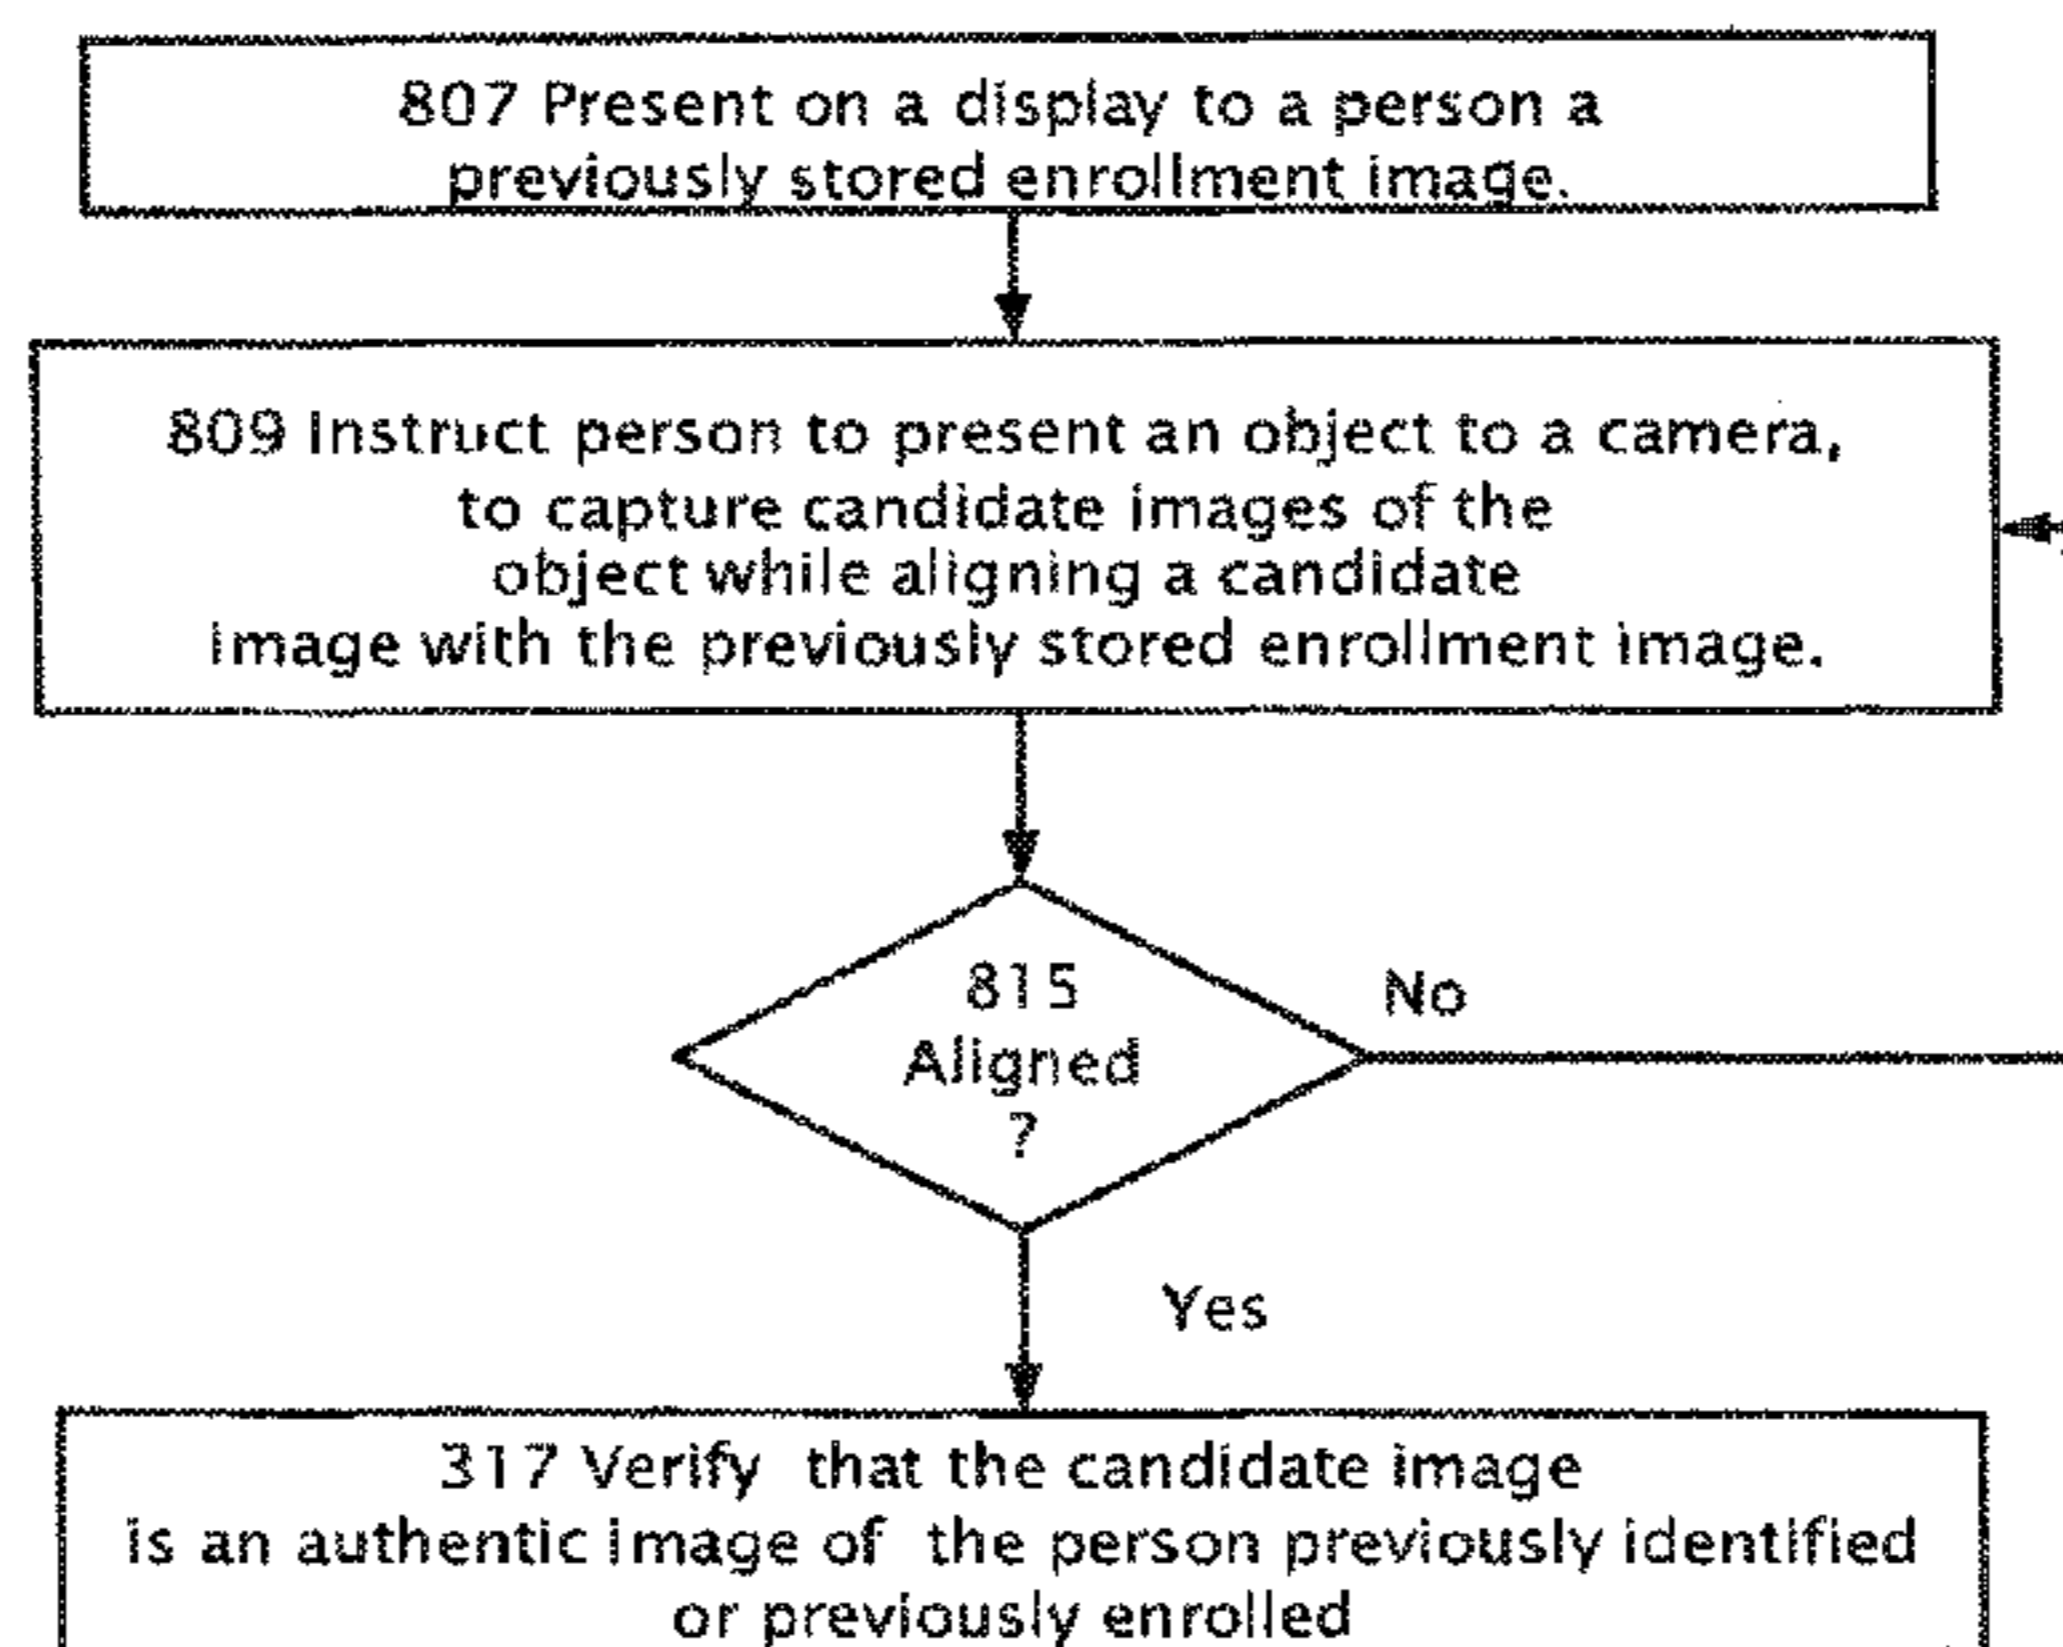 807 Present on a display to a person a
previously stored enrollment image.
809 Instruct person to present an object to a camera,
to capture candidate images of the
object while aligning a candidate
image with the previously stored enrollment image.
815
Aligned
?
No
Yes
317 Verify that the candidate image
is an authentic image of the person previously identified
or previously enrolled